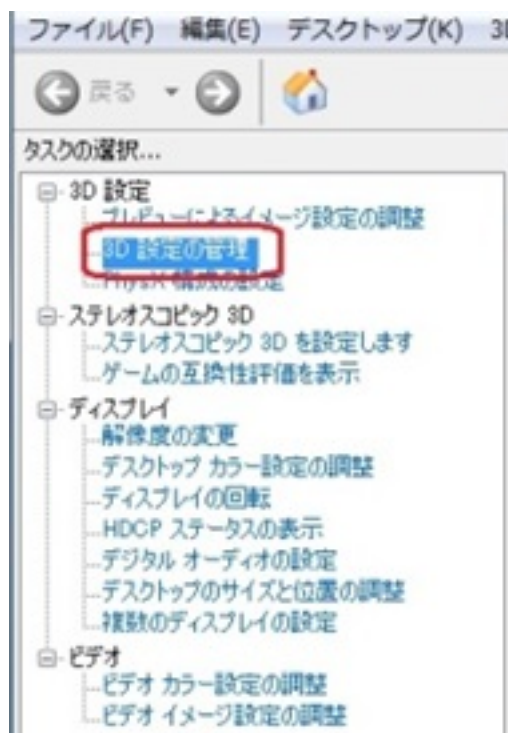 ファイル(F) 編集(E) デスクトップ(K) 3D
戻る
タスクの選択...
3D 設定
プレビューによるイメージ設定の調整
3D 設定の管理
PhysX 構成の設定
ステレオスコピック 3D
ステレオスコピック 3D を設定します
ゲームの互換性評価を表示
ディスプレイ
解像度の変更
デスクトップ カラー設定の調整
ディスプレイの回転
HDCP ステータスの表示
デジタル オーディオの設定
デスクトップのサイズと位置の調整
複数のディスプレイの設定
ビデオ
ビデオ カラー設定の調整
ビデオ イメージ設定の調整